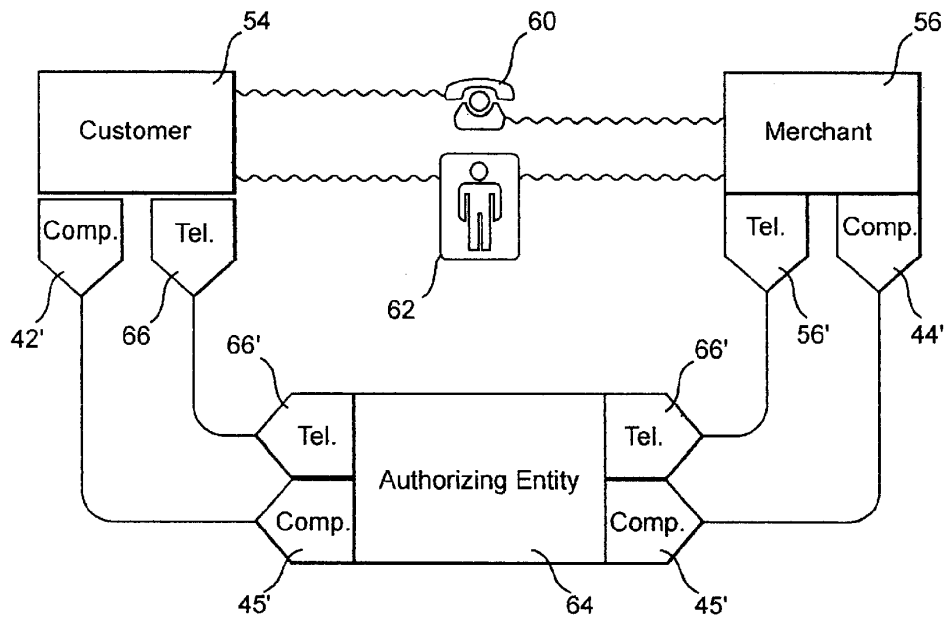 54
60
56
Customer
Merchant
Comp.
Tel.
Tel.
Comp.
42'
66
62
56'
44'
66'
66'
Tel.
Tel.
Authorizing Entity
Comp.
Comp.
45'
64
45'